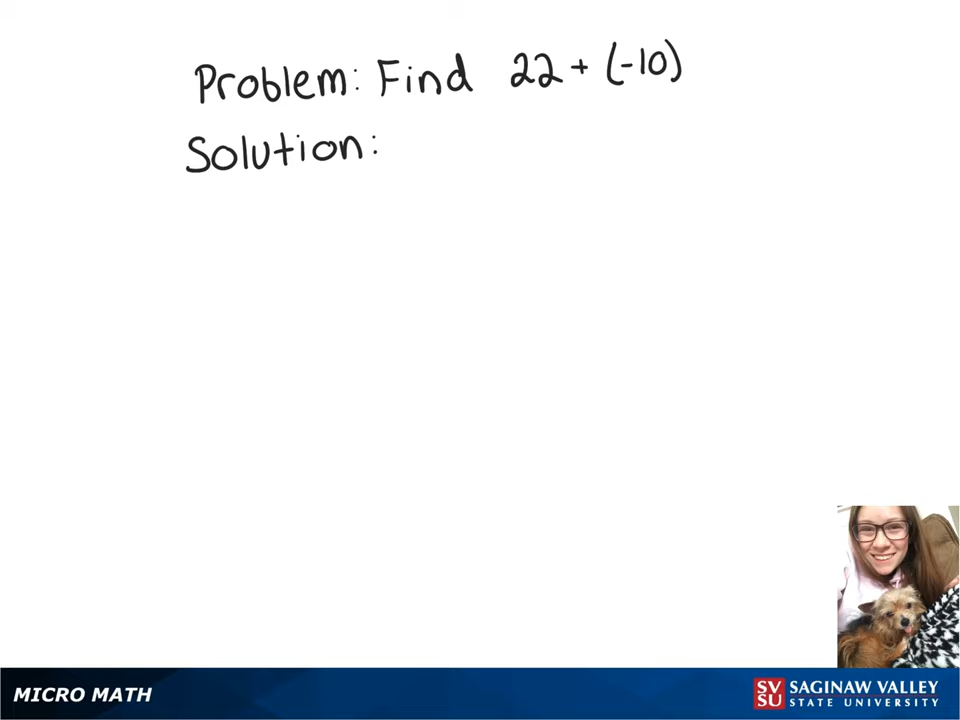 Problem: Find 22 + (-10)
Solution:
MICRO MATH
SV
SU
SAGINAW VALLEY
STATE UNIVERSITY